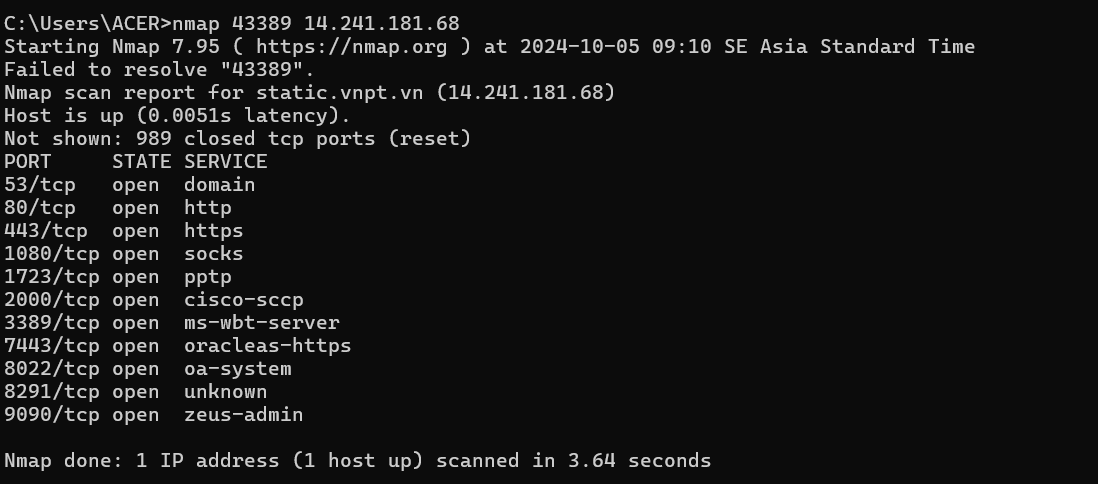 C:\Users\ACER>nmap 43389 14.241.181.68
Starting Nmap 7.95 ( https://nmap.org ) at 2024-10-05 09:10 SE Asia Standard Time
Failed to resolve "43389".
Nmap scan report for static.vnpt.vn (14.241.181.68)
Host is up (0.0051s latency).
Not shown: 989 closed tcp ports (reset)
PORT     STATE SERVICE
53/tcp   open  domain
80/tcp   open  http
443/tcp  open  https
1080/tcp open  socks
1723/tcp open  pptp
2000/tcp open  cisco-sccp
3389/tcp open  ms-wbt-server
7443/tcp open  oracleas-https
8022/tcp open  oa-system
8291/tcp open  unknown
9090/tcp open  zeus-admin
Nmap done: 1 IP address (1 host up) scanned in 3.64 seconds